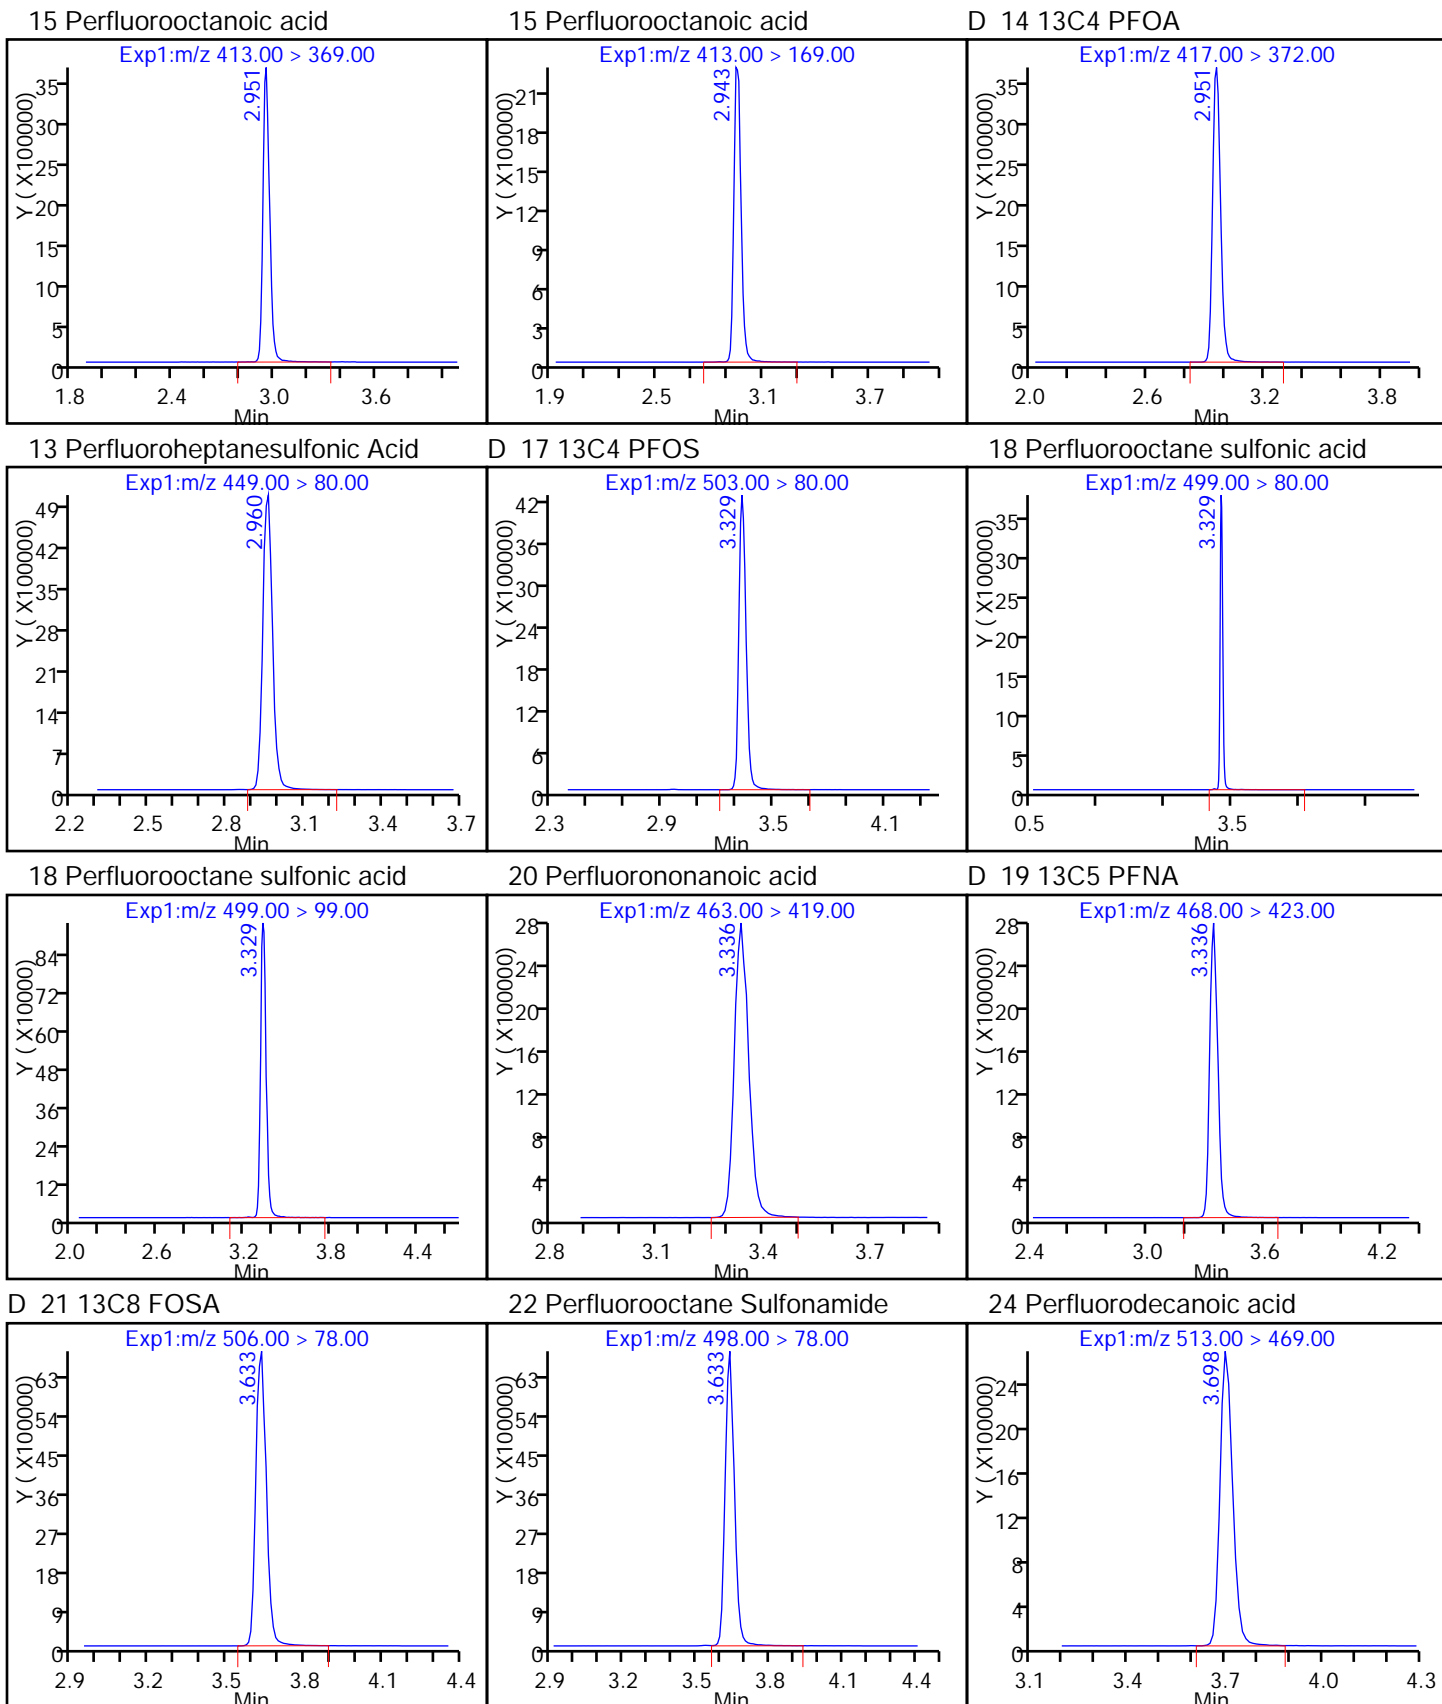 15 Perfluorooctanoic acid
Exp1:m/z 413.00 > 369.00
2.951
Y ( X100000)
35
30
25
20
15
10
5
0
1.8 2.4 3.0 3.6
Min
15 Perfluorooctanoic acid
Exp1:m/z 413.00 > 169.00
2.943
Y ( X100000)
21
18
15
12
9
6
3
0
1.9 2.5 3.1 3.7
Min
D 14 13C4 PFOA
Exp1:m/z 417.00 > 372.00
2.951
Y ( X100000)
35
30
25
20
15
10
5
0
2.0 2.6 3.2 3.8
Min
13 Perfluoroheptanesulfonic Acid
Exp1:m/z 449.00 > 80.00
2.960
Y ( X100000)
49
42
35
28
21
14
7
0
2.2 2.5 2.8 3.1 3.4 3.7
Min
D 17 13C4 PFOS
Exp1:m/z 503.00 > 80.00
3.329
Y ( X100000)
42
36
30
24
18
12
6
0
2.3 2.9 3.5 4.1
Min
18 Perfluorooctane sulfonic acid
Exp1:m/z 499.00 > 80.00
3.329
Y ( X100000)
35
30
25
20
15
10
5
0
0.5 3.5
Min
18 Perfluorooctane sulfonic acid
Exp1:m/z 499.00 > 99.00
3.329
Y ( X10000)
84
72
60
48
36
24
12
0
2.0 2.6 3.2 3.8 4.4
Min
20 Perfluorononanoic acid
Exp1:m/z 463.00 > 419.00
3.336
Y ( X100000)
28
24
20
16
12
8
4
0
2.8 3.1 3.4 3.7
Min
D 19 13C5 PFNA
Exp1:m/z 468.00 > 423.00
3.336
Y ( X100000)
28
24
20
16
12
8
4
0
2.4 3.0 3.6 4.2
Min
D 21 13C8 FOSA
Exp1:m/z 506.00 > 78.00
3.633
Y ( X100000)
63
54
45
36
27
18
9
0
2.9 3.2 3.5 3.8 4.1 4.4
Min
22 Perfluorooctane Sulfonamide
Exp1:m/z 498.00 > 78.00
3.633
Y ( X100000)
63
54
45
36
27
18
9
0
2.9 3.2 3.5 3.8 4.1 4.4
Min
24 Perfluorodecanoic acid
Exp1:m/z 513.00 > 469.00
3.698
Y ( X100000)
24
20
16
12
8
4
0
3.1 3.4 3.7 4.0 4.3
Min